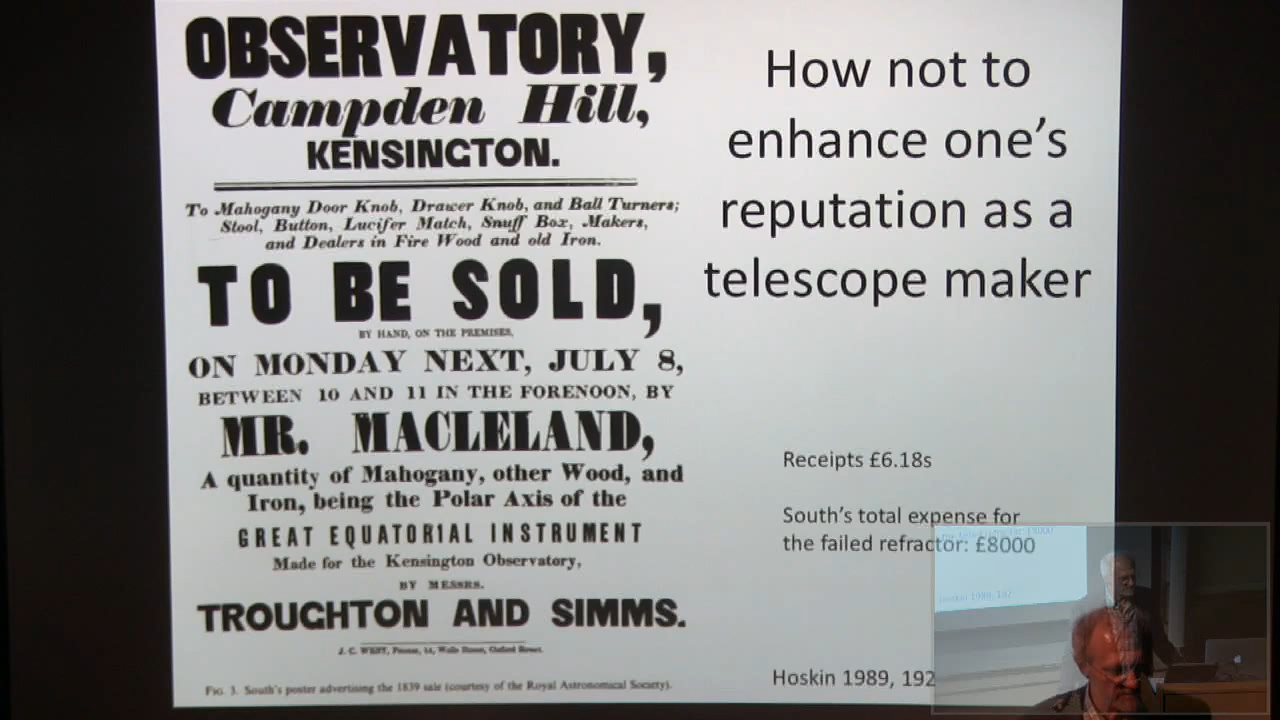 OBSERVATORY,
Campden Hill,
KENSINGTON.
To Mahogany Door Knob, Drawer Knob, and Ball Turners;
Stool, Button, Lucifer Match, Snuff Box, Makers,
and Dealers in Fire Wood and old Iron.
TO BE SOLD,
BY HAND, ON THE PREMISES,
ON MONDAY NEXT, JULY 8,
BETWEEN 10 AND 11 IN THE FORENOON, BY
MR. MACLELAND,
A quantity of Mahogany, other Wood, and
Iron, being the Polar Axis of the
GREAT EQUATORIAL INSTRUMENT
Made for the Kensington Observatory,
BY MESSRS.
TROUGHTON AND SIMMS.
J. C. WEST, Oxford Street.
FIG. 3. South's poster advertising the 1839 sale (courtesy of the Royal Astronomical Society).
How not to
enhance one's
reputation as a
telescope maker
Receipts £6.18s
South's total expense for
the failed refractor: £8000
Hoskin 1989, 192